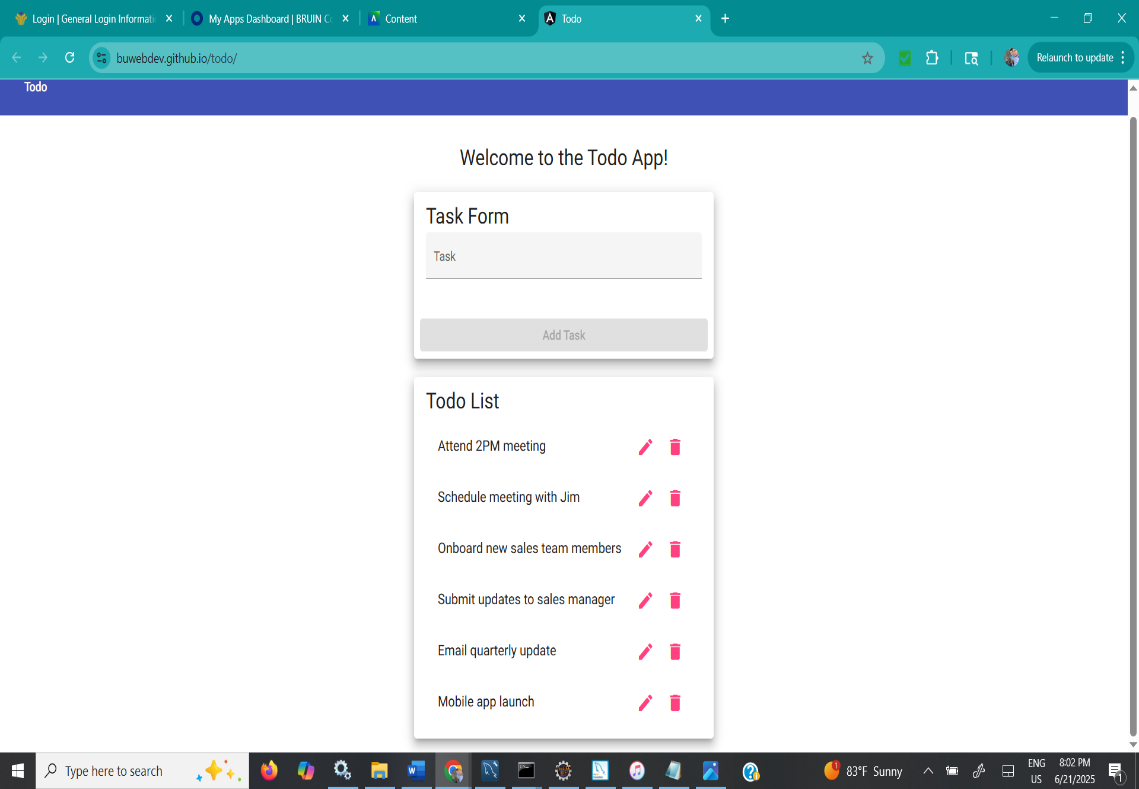 Login | General Login Informati
My Apps Dashboard | BRUIN C
Content
Todo
buwebdev.github.io/todo/
Relaunch to update
Todo
Welcome to the Todo App!
Task Form
Task
Add Task
Todo List
Attend 2PM meeting
Schedule meeting with Jim
Onboard new sales team members
Submit updates to sales manager
Email quarterly update
Mobile app launch
Type here to search
83°F Sunny
ENG
US
8:02 PM
6/21/2025
1